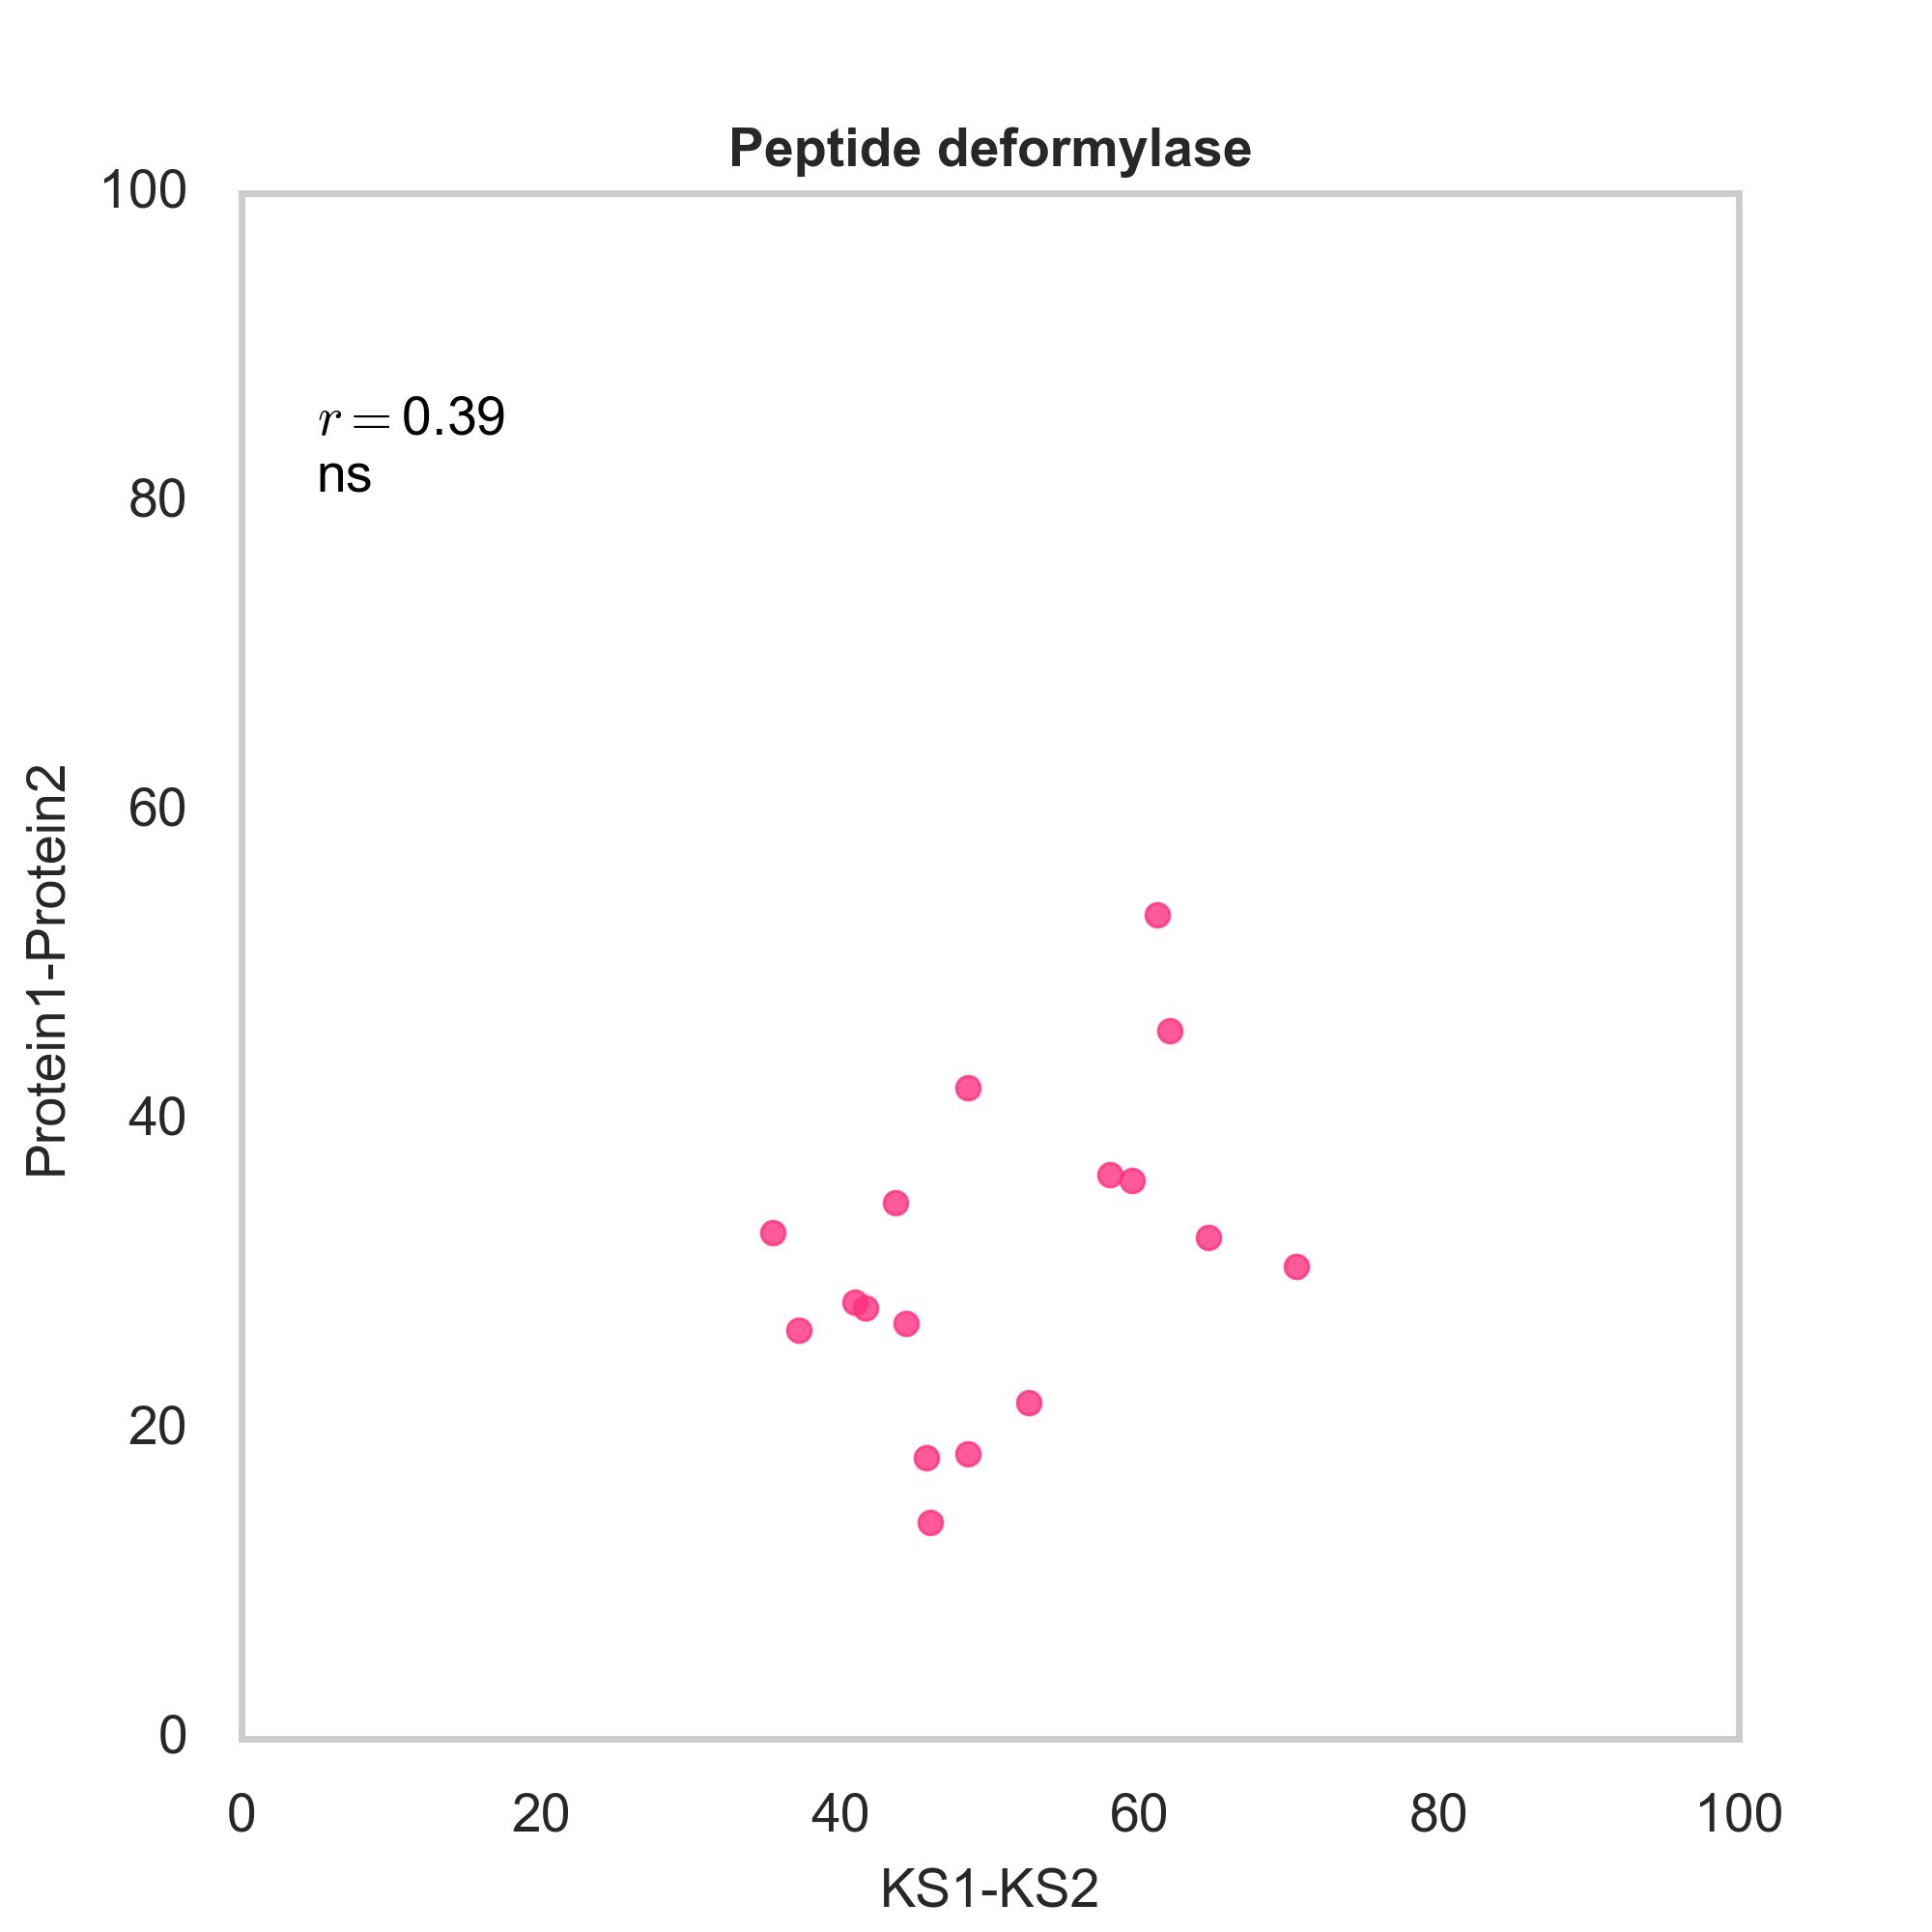 Peptide deformylase
100
80
60
40
20
0
r = 0.39
ns
Protein1-Protein2
0 20 40 60 80 100
KS1-KS2